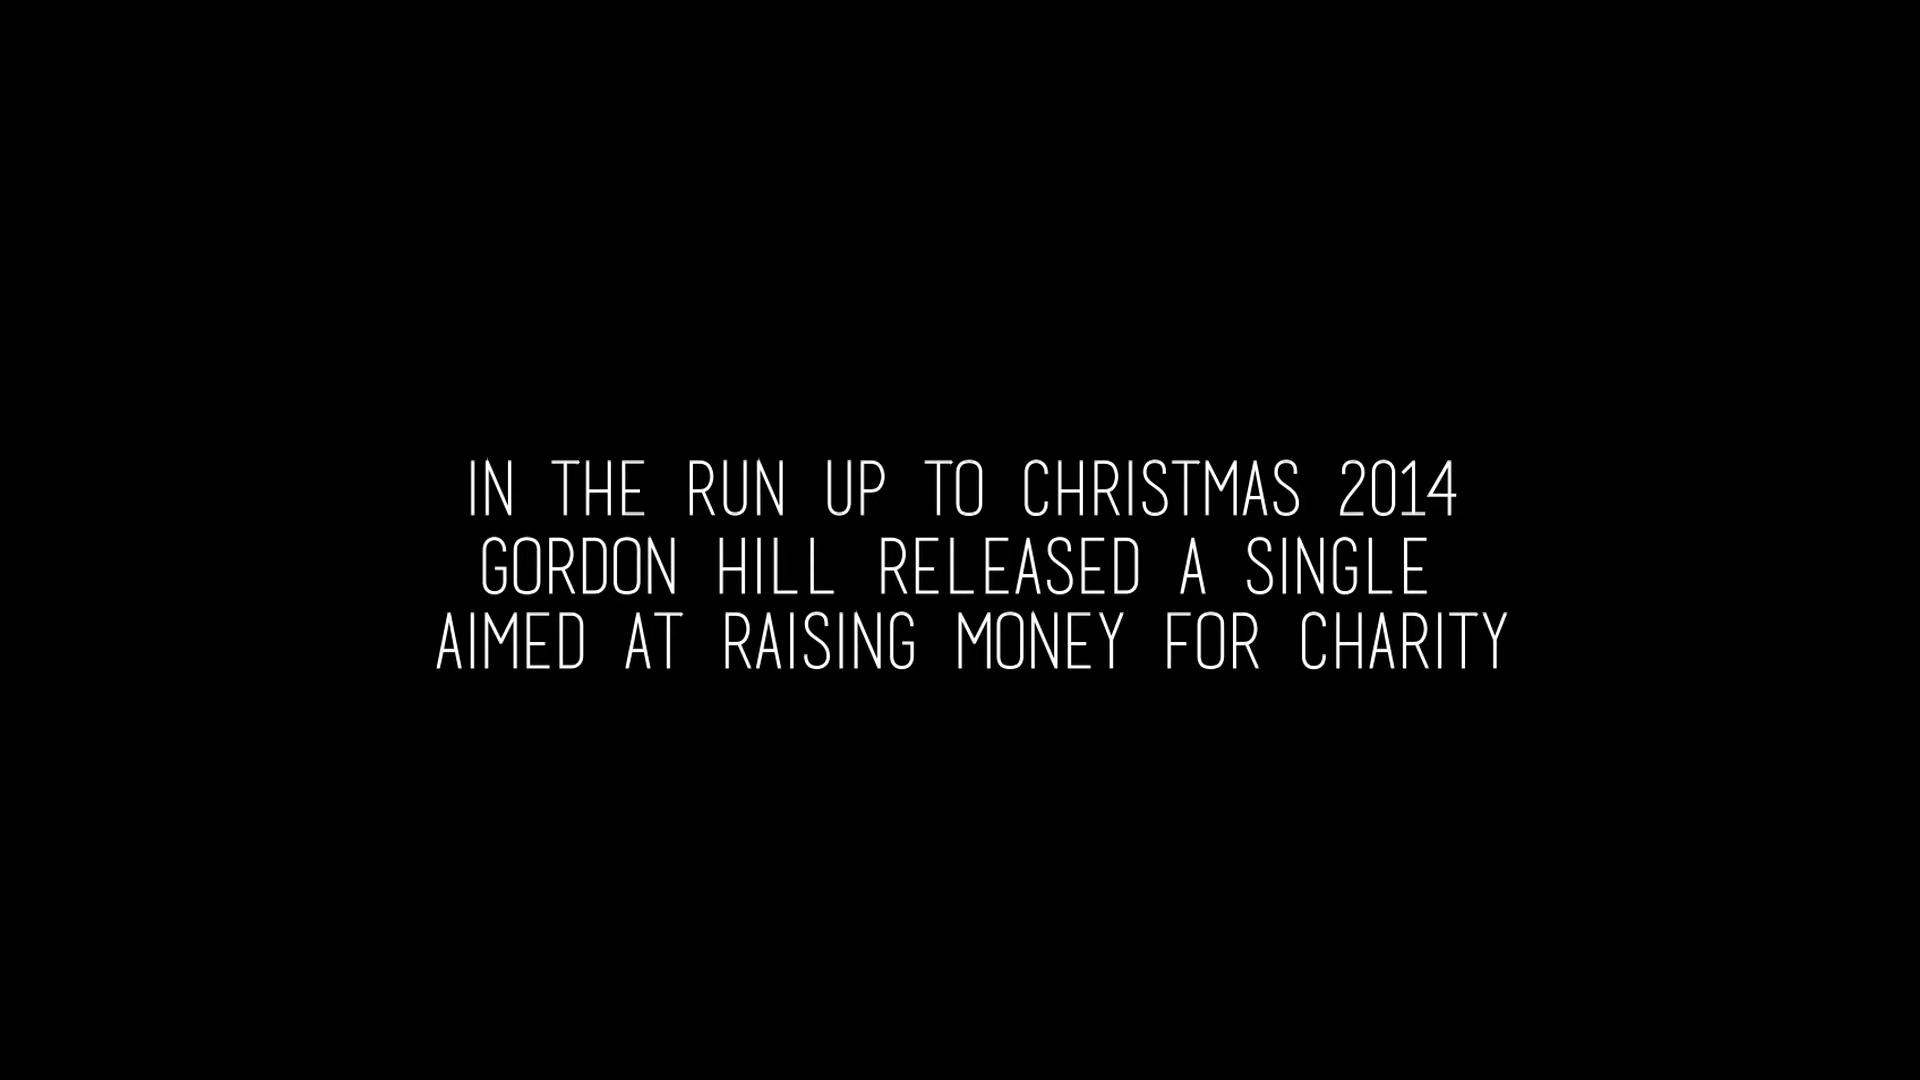 IN THE RUN UP TO CHRISTMAS 2014
GORDON HILL RELEASED A SINGLE
AIMED AT RAISING MONEY FOR CHARITY